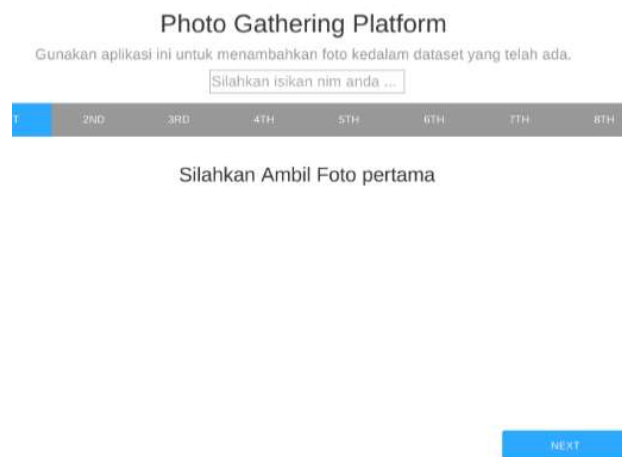 Photo Gathering Platform
Gunakan aplikasi ini untuk menambahkan foto kedalam dataset yang telah ada.
Silahkan isikan nim anda ...
T 2ND 3RD 4TH 5TH 6TH 7TH 8TH
Silahkan Ambil Foto pertama
NEXT